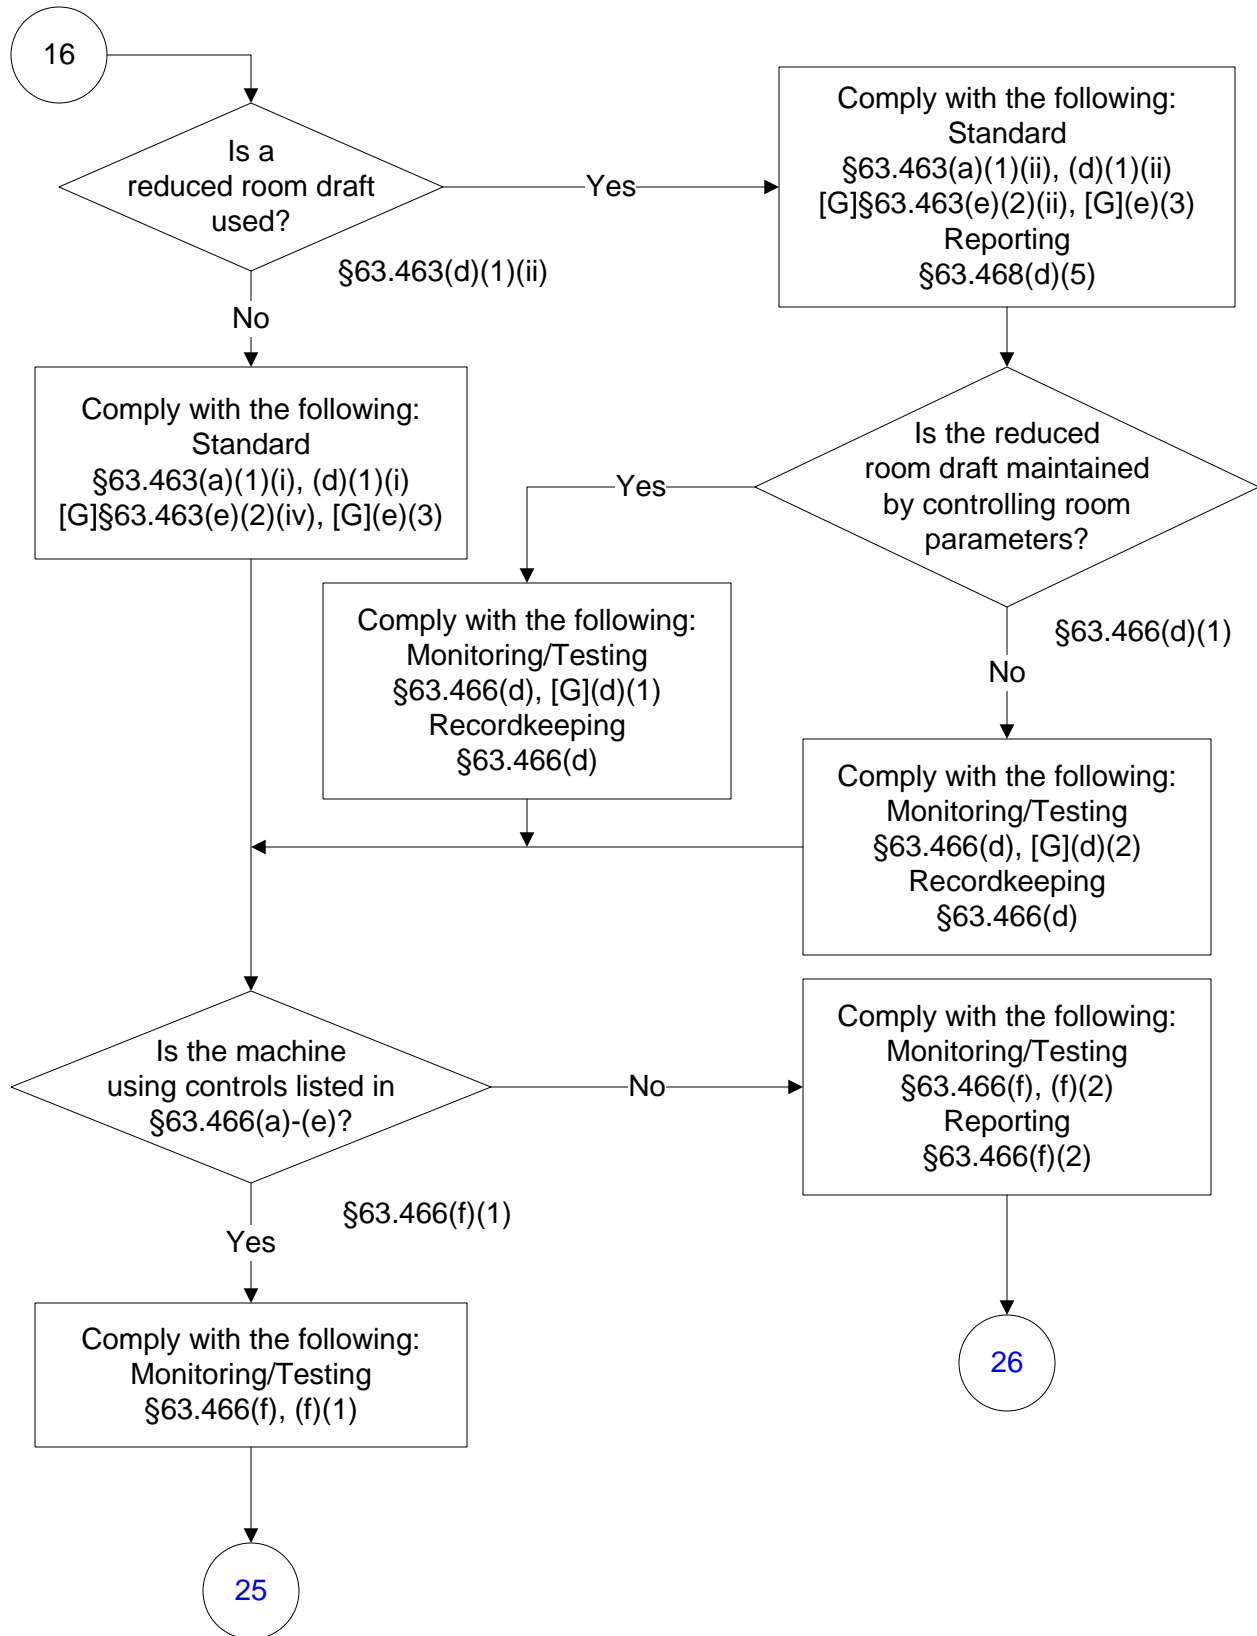 16
Is a
reduced room draft
used?
Yes
§63.463(d)(1)(ii)
No
Comply with the following:
Standard
§63.463(a)(1)(ii), (d)(1)(ii)
[G]§63.463(e)(2)(ii), [G](e)(3)
Reporting
§63.468(d)(5)
Comply with the following:
Standard
§63.463(a)(1)(i), (d)(1)(i)
[G]§63.463(e)(2)(iv), [G](e)(3)
Is the reduced
room draft maintained
by controlling room
parameters?
Yes
§63.466(d)(1)
No
Comply with the following:
Monitoring/Testing
§63.466(d), [G](d)(1)
Recordkeeping
§63.466(d)
Comply with the following:
Monitoring/Testing
§63.466(d), [G](d)(2)
Recordkeeping
§63.466(d)
Is the machine
using controls listed in
§63.466(a)-(e)?
No
§63.466(f)(1)
Yes
Comply with the following:
Monitoring/Testing
§63.466(f), (f)(2)
Reporting
§63.466(f)(2)
26
Comply with the following:
Monitoring/Testing
§63.466(f), (f)(1)
25